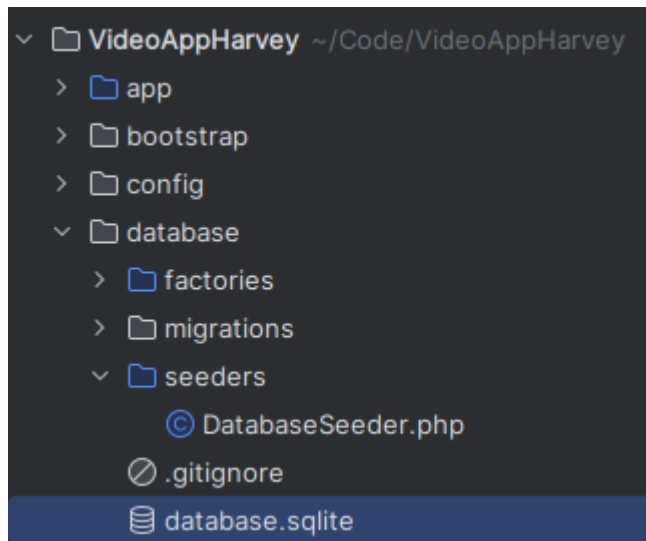 VideoAppHarvey ~/Code/VideoAppHarvey
app
bootstrap
config
database
factories
migrations
seeders
DatabaseSeeder.php
.gitignore
database.sqlite